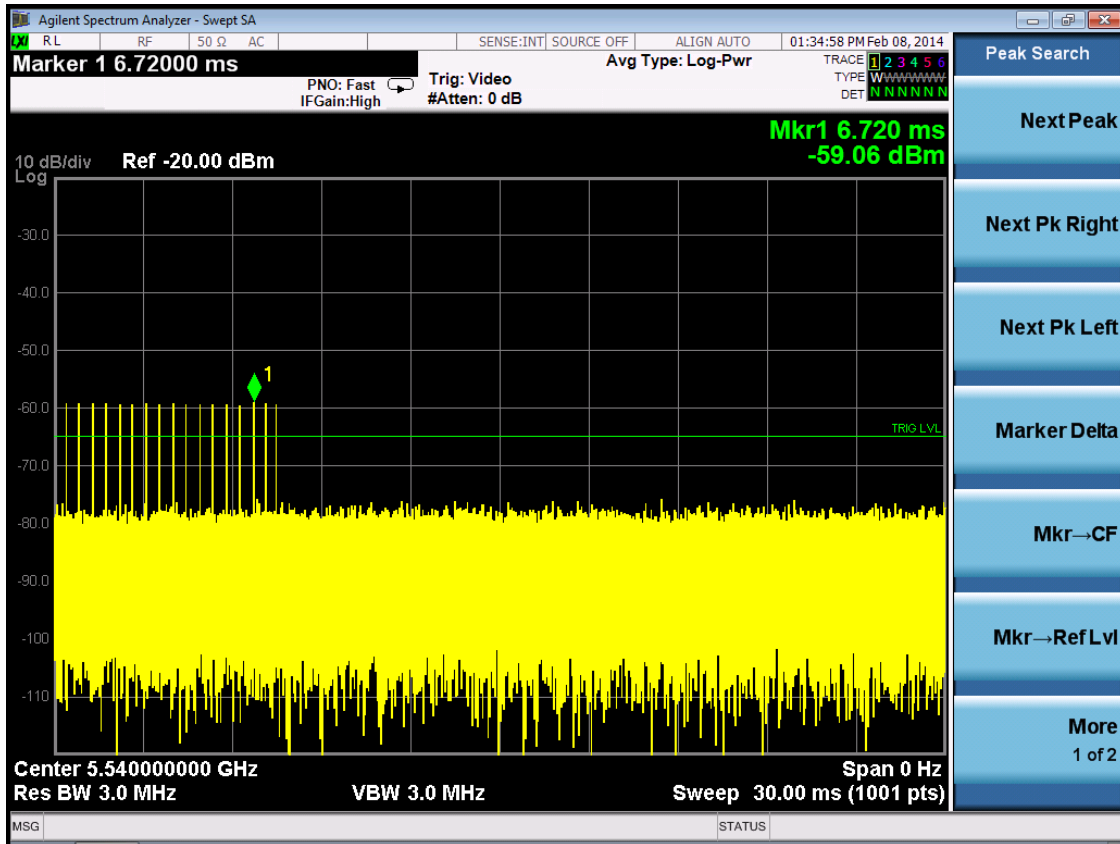 Agilent Spectrum Analyzer - Swept SA
LXI RL RF 50 Ω AC SENSE:INT SOURCE OFF ALIGN AUTO 01:34:58 PM Feb 08, 2014
Marker 1 6.72000 ms
PNO: Fast
IFGain:High
Trig: Video
#Atten: 0 dB
Avg Type: Log-Pwr
TRACE 1 2 3 4 5 6
TYPE WWWWWW
DET N N N N N N
Mkr1 6.720 ms
-59.06 dBm
10 dB/div Ref -20.00 dBm
Log
-30.0
-40.0
-50.0
1
-60.0
TRIG LVL
-70.0
-80.0
-90.0
-100
-110
Center 5.540000000 GHz Span 0 Hz
Res BW 3.0 MHz VBW 3.0 MHz Sweep 30.00 ms (1001 pts)
MSG STATUS
Peak Search
Next Peak
Next Pk Right
Next Pk Left
Marker Delta
Mkr→CF
Mkr→Ref Lvl
More
1 of 2